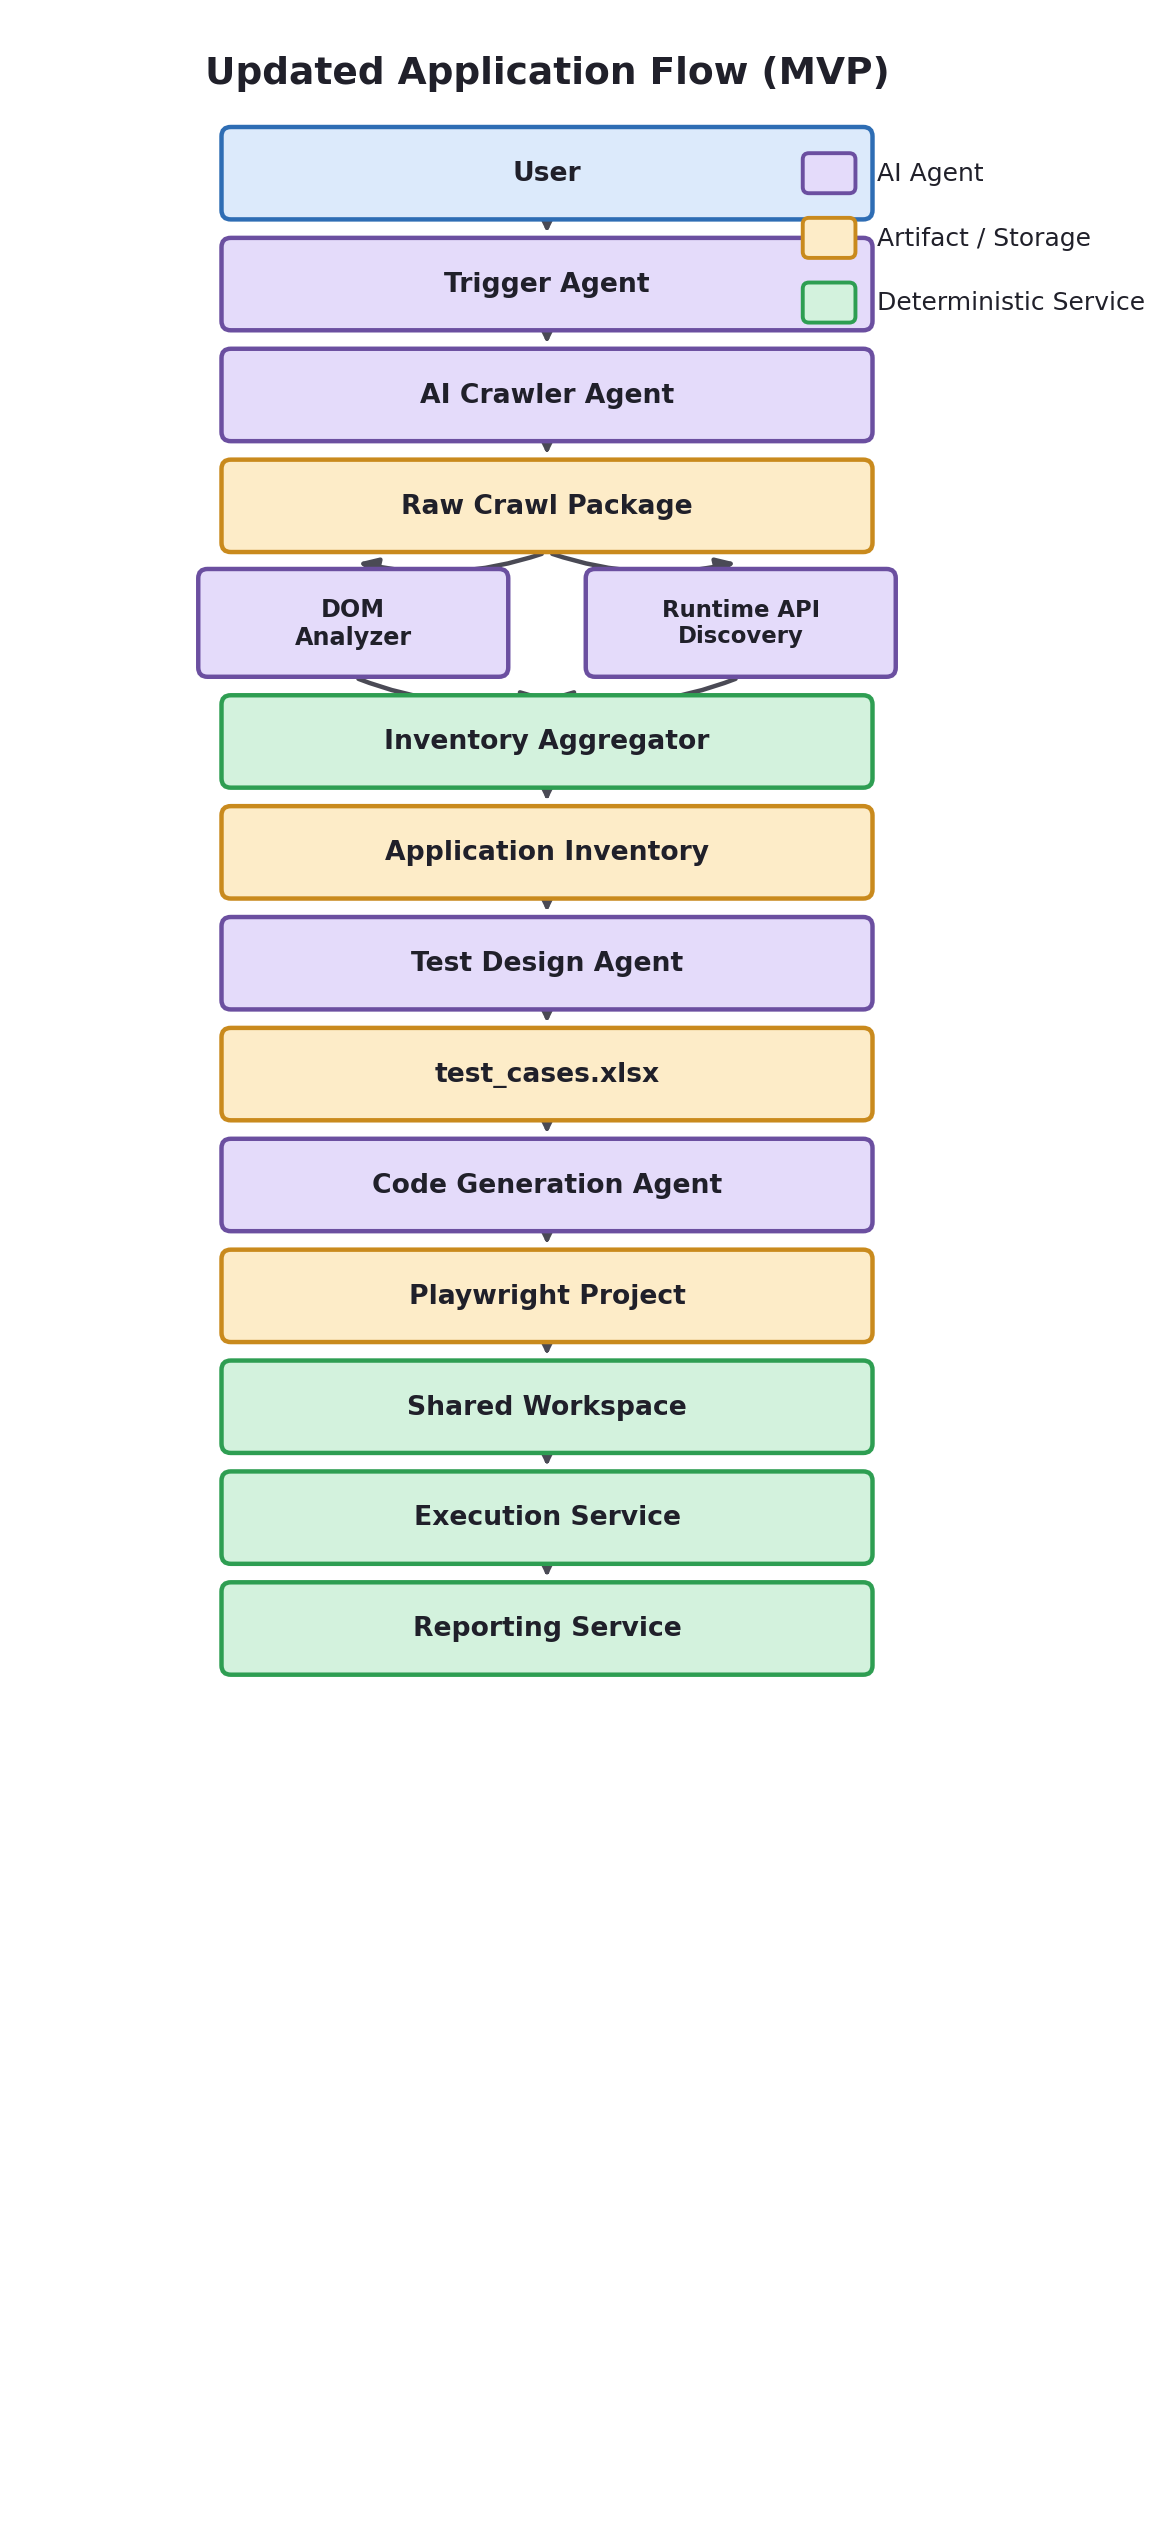 Updated Application Flow (MVP)
User
AI Agent
Artifact / Storage
Trigger Agent
Deterministic Service
AI Crawler Agent
Raw Crawl Package
DOM
Analyzer
Runtime API
Discovery
Inventory Aggregator
Application Inventory
Test Design Agent
test_cases.xlsx
Code Generation Agent
Playwright Project
Shared Workspace
Execution Service
Reporting Service